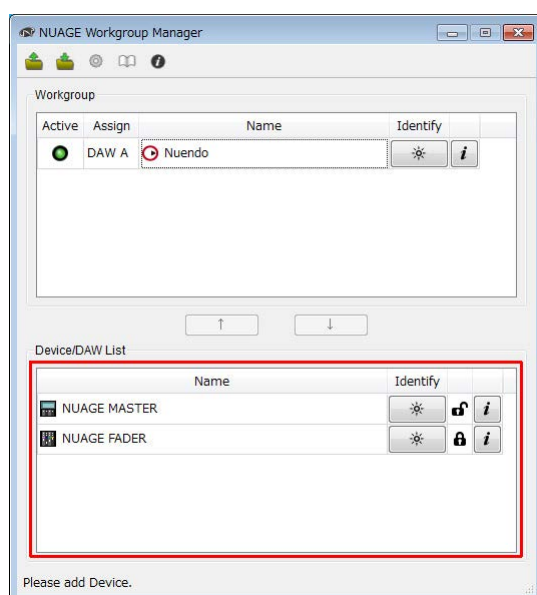 NUAGE Workgroup Manager
Workgroup
Active Assign Name Identify
DAW A Nuendo i
↑ ↓
Device/DAW List
Name Identify
NUAGE MASTER i
NUAGE FADER i
Please add Device.